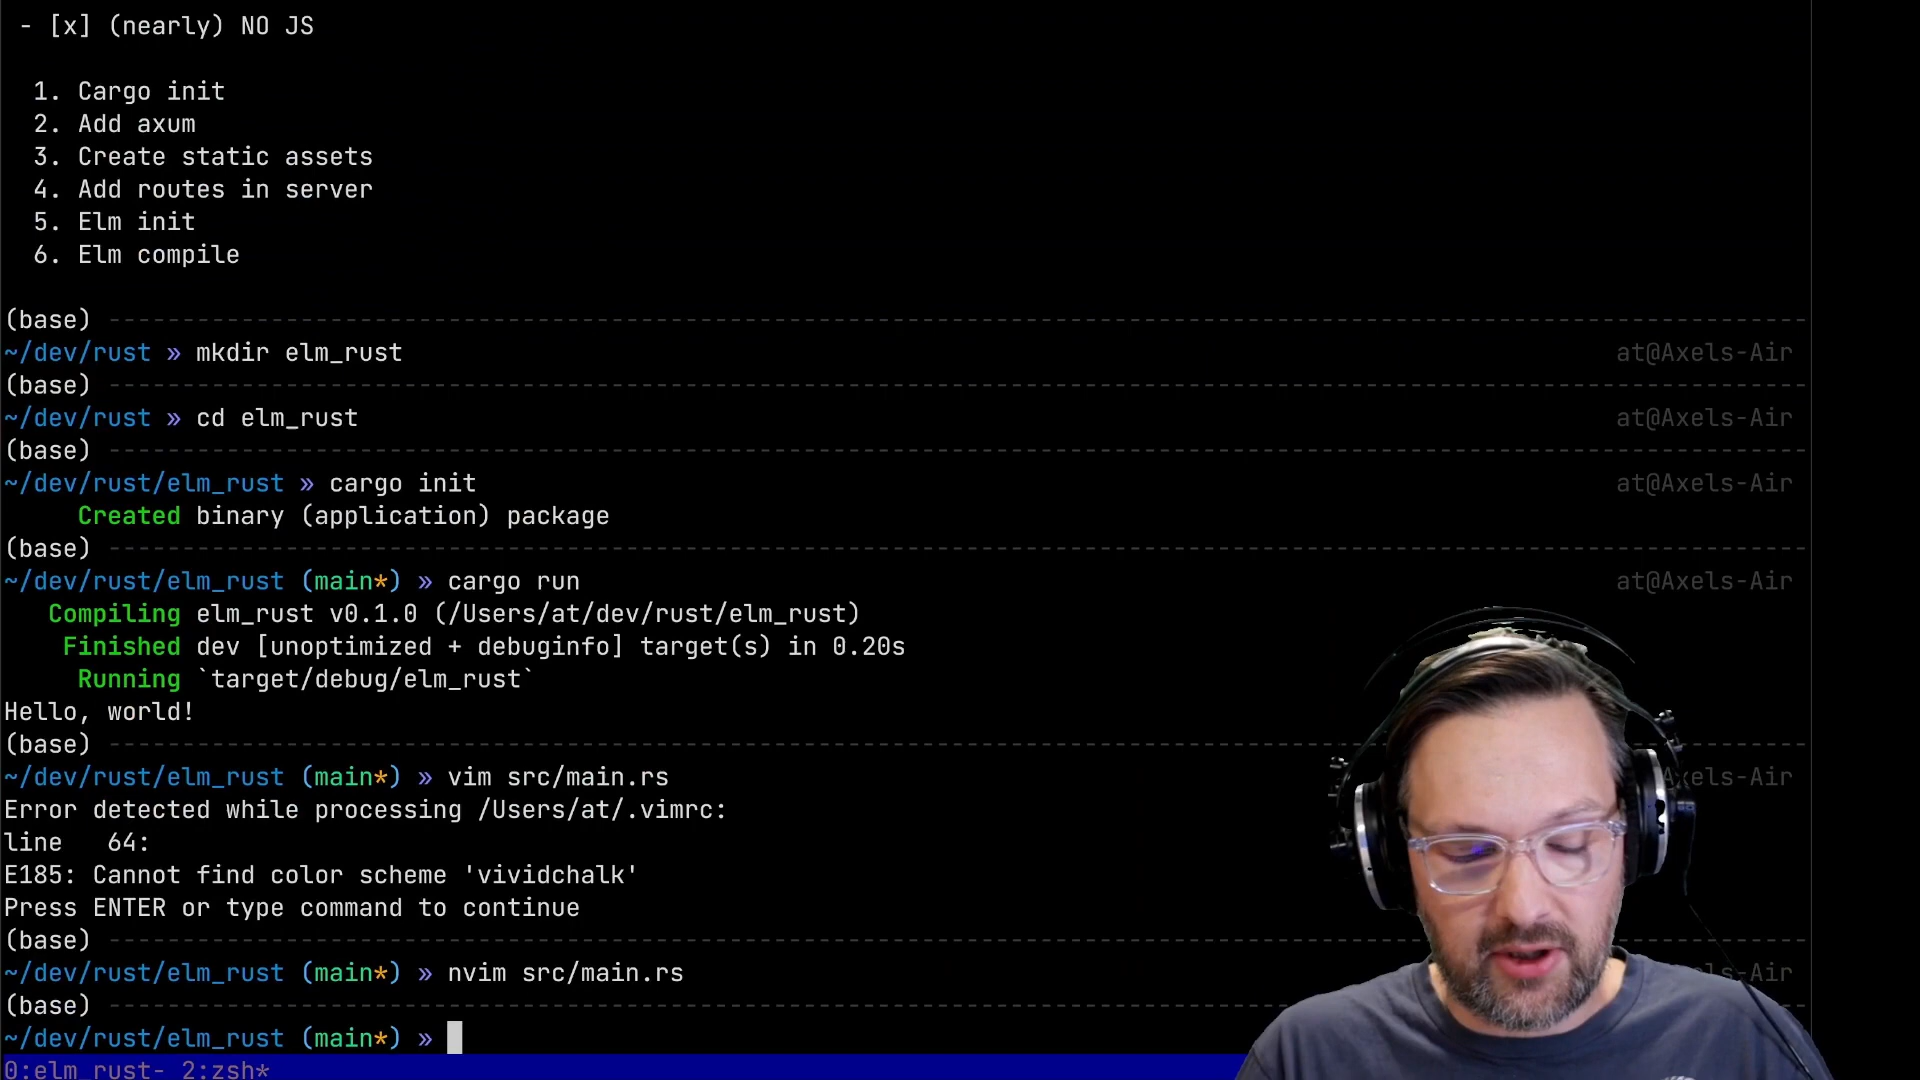 - [x] (nearly) NO JS
1. Cargo init
2. Add axum
3. Create static assets
4. Add routes in server
5. Elm init
6. Elm compile
(base)
~/dev/rust » mkdir elm_rust at@Axels-Air
(base)
~/dev/rust » cd elm_rust at@Axels-Air
(base)
~/dev/rust/elm_rust » cargo init at@Axels-Air
Created binary (application) package
(base)
~/dev/rust/elm_rust (main*) » cargo run at@Axels-Air
Compiling elm_rust v0.1.0 (/Users/at/dev/rust/elm_rust)
Finished dev [unoptimized + debuginfo] target(s) in 0.20s
Running `target/debug/elm_rust`
Hello, world!
(base)
~/dev/rust/elm_rust (main*) » vim src/main.rs Axels-Air
Error detected while processing /Users/at/.vimrc:
line 64:
E185: Cannot find color scheme 'vividchalk'
Press ENTER or type command to continue
(base)
~/dev/rust/elm_rust (main*) » nvim src/main.rs ls-Air
(base)
~/dev/rust/elm_rust (main*) »
0:elm_rust- 2:zsh*